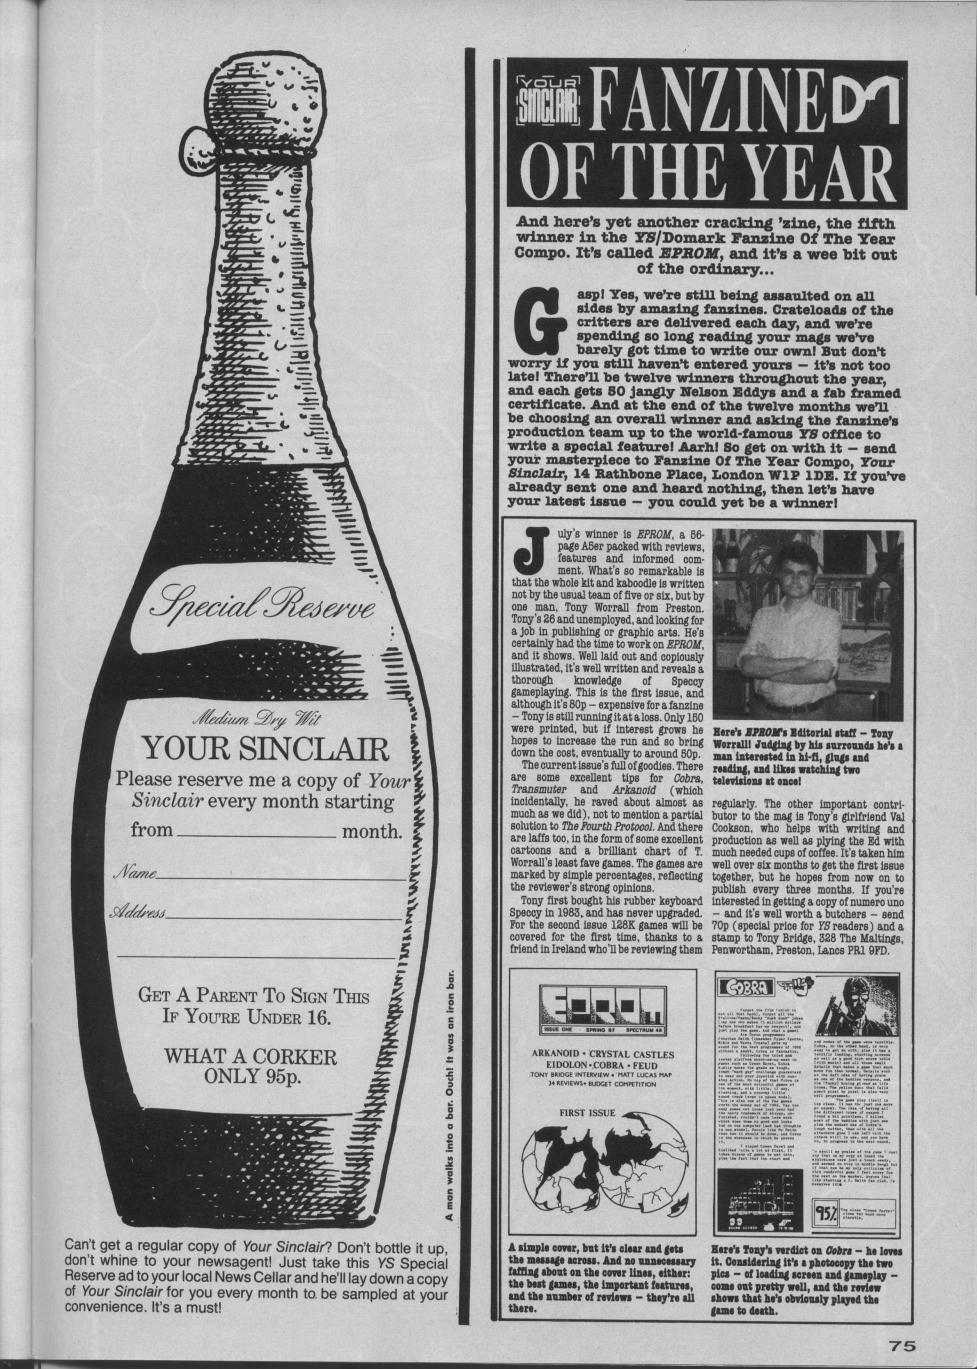 Special Reserve
Medium Dry Wit
YOUR SINCLAIR
Please reserve me a copy of Your
Sinclair every month starting
from ____ month.
Name
Address
GET A PARENT TO SIGN THIS
IF YOU'RE UNDER 16.
WHAT A CORKER
ONLY 95p.
Can't get a regular copy of Your Sinclair? Don't bottle it up,
don't whine to your newsagent! Just take this YS Special
Reserve ad to your local News Cellar and he'll lay down a copy
of Your Sinclair for you every month to be sampled at your
convenience. It's a must!
A man walks into a bar. Ouch! It was an iron bar.
YOUR SINCLAIR FANZINE
OF THE YEAR
And here's yet another cracking 'zine, the fifth
winner in the YS/Domark Fanzine Of The Year
Compo. It's called EPROM, and it's a wee bit out
of the ordinary...
Gasp! Yes, we're still being assaulted on all
sides by amazing fanzines. Crateloads of the
critters are delivered each day, and we're
spending so long reading your mags we've
barely got time to write our own! But don't
worry if you still haven't entered yours — it's not too
late! There'll be twelve winners throughout the year,
and each gets 50 jangly Nelson Eddys and a fab framed
certificate. And at the end of the twelve months we'll
be choosing an overall winner and asking the fanzine's
production team up to the world-famous YS office to
write a special feature! Aarh! So get on with it — send
your masterpiece to Fanzine Of The Year Compo, Your
Sinclair, 14 Rathbone Place, London W1P 1DE. If you've
already sent one and heard nothing, then let's have
your latest issue — you could yet be a winner!
July's winner is EPROM, a 56-
page A5er packed with reviews,
features and informed com-
ment. What's so remarkable is
that the whole kit and kaboodle is written
not by the usual team of five or six, but by
one man, Tony Worrall from Preston.
Tony's 26 and unemployed, and looking for
a job in publishing or graphic arts. He's
certainly had the time to work on EPROM,
and it shows. Well laid out and copiously
illustrated, it's well written and reveals a
thorough knowledge of Speccy
gameplaying. This is the first issue, and
although it's 80p — expensive for a fanzine
— Tony is still running it at a loss. Only 150
were printed, but if interest grows he
hopes to increase the run and so bring
down the cost, eventually to around 50p.
The current issue's full of goodies. There
are some excellent tips for Cobra,
Transmuter and Arkanoid (which
incidentally, he raved about almost as
much as we did), not to mention a partial
solution to The Fourth Protocol. And there
are laffs too, in the form of some excellent
cartoons and a brilliant chart of T.
Worrall's least fave games. The games are
marked by simple percentages, reflecting
the reviewer's strong opinions.
Tony first bought his rubber keyboard
Speccy in 1983, and has never upgraded.
For the second issue 128K games will be
covered for the first time, thanks to a
friend in Ireland who'll be reviewing them
Here's EPROM's Editorial staff — Tony
Worrall! Judging by his surrounds he's a
man interested in hi-fi, glugs and
reading, and likes watching two
televisions at once!
regularly. The other important contri-
butor to the mag is Tony's girlfriend Val
Cookson, who helps with writing and
production as well as plying the Ed with
much needed cups of coffee. It's taken him
well over six months to get the first issue
together, but he hopes from now on to
publish every three months. If you're
interested in getting a copy of numero uno
— and it's well worth a butchers — send
70p (special price for YS readers) and a
stamp to Tony Bridge, 328 The Maltings,
Penwortham, Preston, Lancs PR1 9FD.
EPROM
ISSUE ONE SPRING 87 SPECTRUM 48
ARKANOID • CRYSTAL CASTLES
EIDOLON • COBRA • FEUD
TONY BRIDGE INTERVIEW • MATT LUCAS MAP
34 REVIEWS • BUDGET COMPETITION
FIRST ISSUE
A simple cover, but it's clear and gets
the message across. And no unnecessary
faffing about on the cover lines, either:
the best games, the important features,
and the number of reviews — they're all
there.
COBRA
95%
Here's Tony's verdict on Cobra — he loves
it. Considering it's a photocopy the two
pics — of loading screen and gameplay —
come out pretty well, and the review
shows that he's obviously played the
game to death.
75